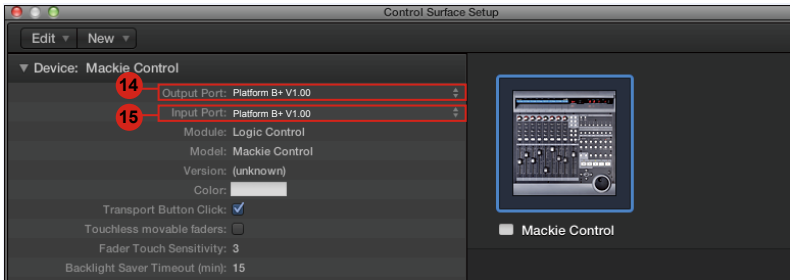 Control Surface Setup
Edit New
Device: Mackie Control
14 Output Port: Platform B+ V1.00
15 Input Port: Platform B+ V1.00
Module: Logic Control
Model: Mackie Control
Version: (unknown)
Color:
Transport Button Click:
Touchless movable faders:
Fader Touch Sensitivity: 3
Backlight Saver Timeout (min): 15
Mackie Control